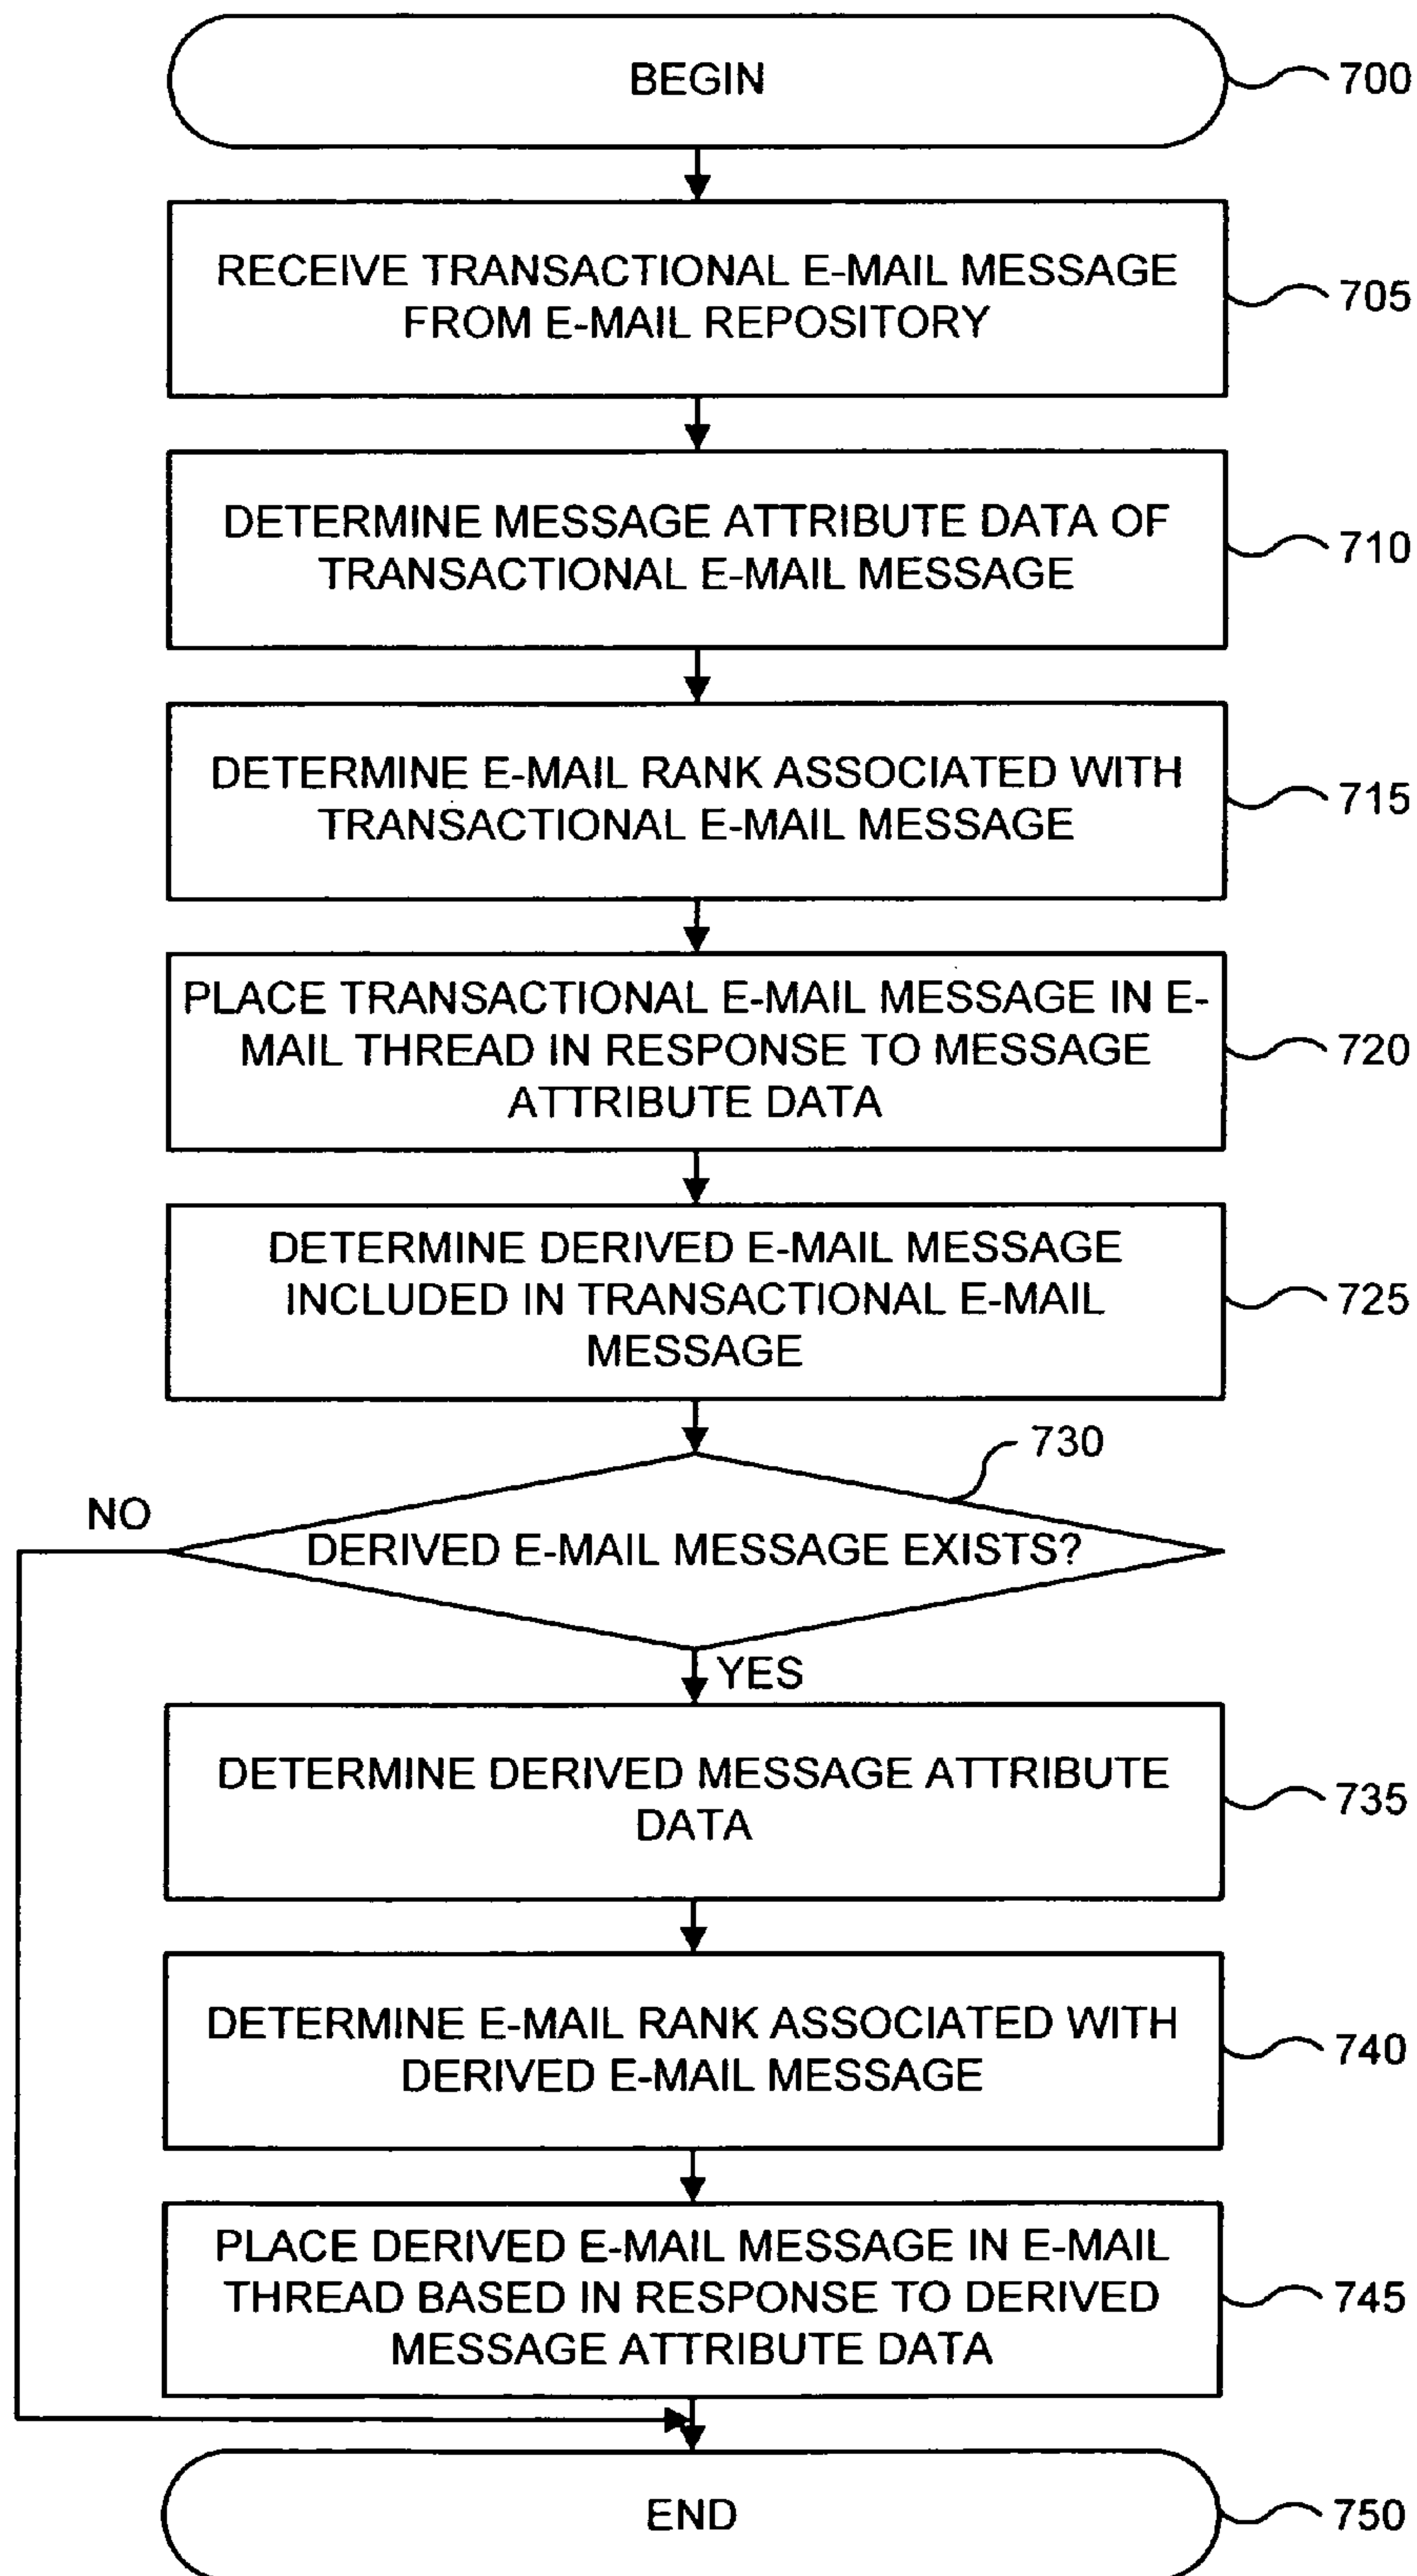 BEGIN
700
RECEIVE TRANSACTIONAL E-MAIL MESSAGE
FROM E-MAIL REPOSITORY
705
DETERMINE MESSAGE ATTRIBUTE DATA OF
TRANSACTIONAL E-MAIL MESSAGE
710
DETERMINE E-MAIL RANK ASSOCIATED WITH
TRANSACTIONAL E-MAIL MESSAGE
715
PLACE TRANSACTIONAL E-MAIL MESSAGE IN E-
MAIL THREAD IN RESPONSE TO MESSAGE
ATTRIBUTE DATA
720
DETERMINE DERIVED E-MAIL MESSAGE
INCLUDED IN TRANSACTIONAL E-MAIL
MESSAGE
725
730
NO
DERIVED E-MAIL MESSAGE EXISTS?
YES
DETERMINE DERIVED MESSAGE ATTRIBUTE
DATA
735
DETERMINE E-MAIL RANK ASSOCIATED WITH
DERIVED E-MAIL MESSAGE
740
PLACE DERIVED E-MAIL MESSAGE IN E-MAIL
THREAD BASED IN RESPONSE TO DERIVED
MESSAGE ATTRIBUTE DATA
745
END
750